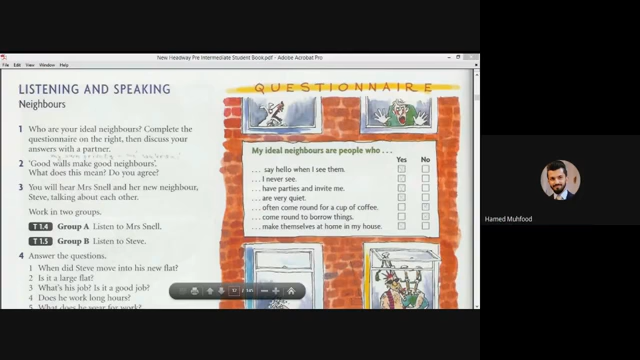 New Headway Pre Intermediate Student Book.pdf - Adobe Acrobat Pro
File Edit View Window Help
LISTENING AND SPEAKING
Neighbours
1 Who are your ideal neighbours? Complete
the questionnaire on the right, then discuss your
answers with a partner.
2 'Good walls make good neighbours'.
What does this mean? Do you agree?
3 You will hear Mrs Snell and her new neighbour,
Steve, talking about each other.
Work in two groups.
T 1.4 Group A Listen to Mrs Snell.
T 1.5 Group B Listen to Steve.
4 Answer the questions.
1 When did Steve move into his new flat?
2 Is it a large flat?
3 What's his job? Is it a good job?
4 Does he work long hours?
5 What does he wear for work?
QUESTIONNAIRE
My ideal neighbours are people who ...
Yes No
... say hello when I see them.
... I never see.
... have parties and invite me.
... are very quiet.
... often come round for a cup of coffee.
... come round to borrow things.
... make themselves at home in my house.
Hamed Muhfood